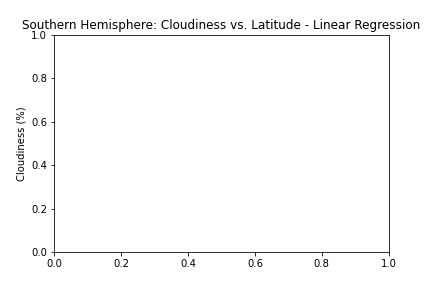 Southern Hemisphere: Cloudiness vs. Latitude - Linear Regression
1.0
0.8
0.6
0.4
0.2
0.0
Cloudiness (%)
0.0 0.2 0.4 0.6 0.8 1.0